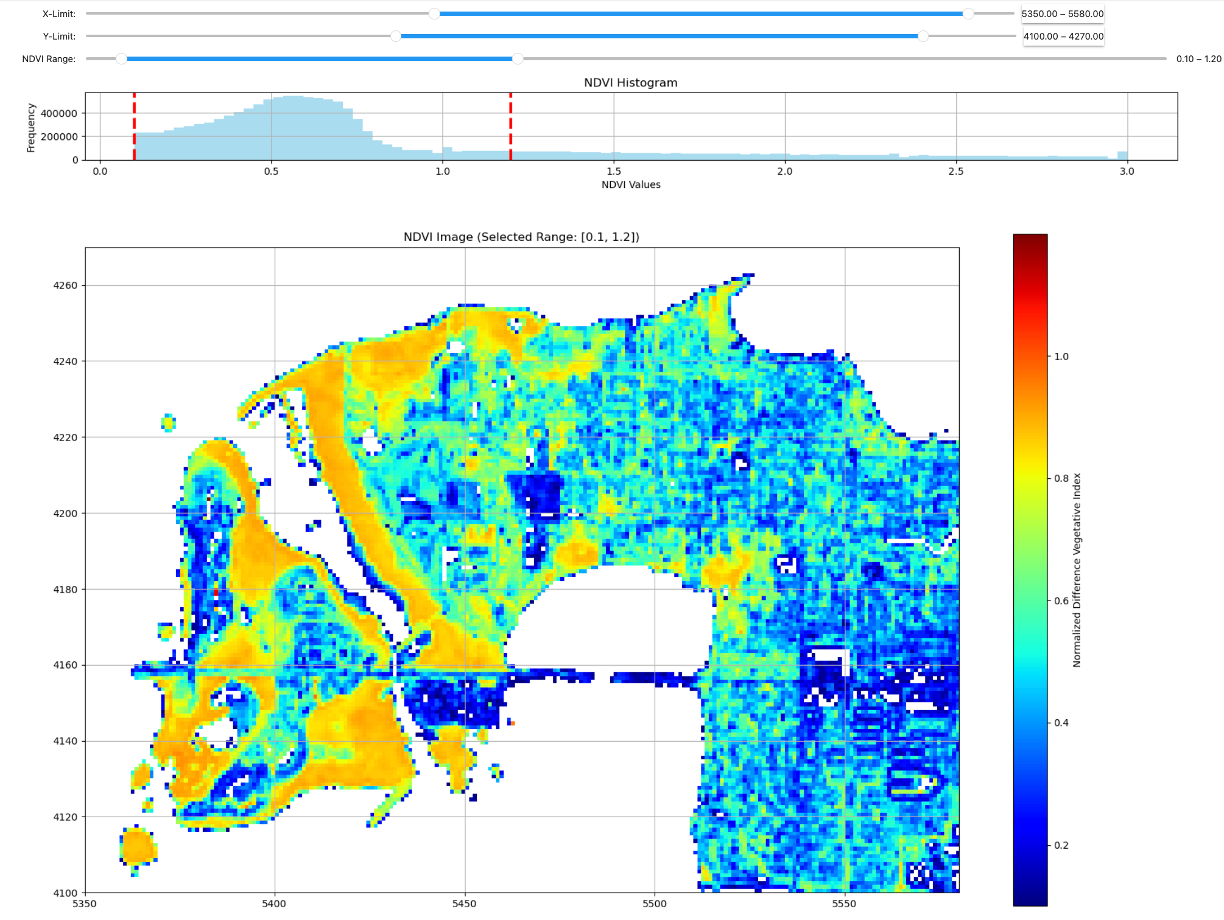 X-Limit: 5350.00 – 5580.00
Y-Limit: 4100.00 – 4270.00
NDVI Range: 0.10 – 1.20
NDVI Histogram
Frequency
400000
200000
0
0.0 0.5 1.0 1.5 2.0 2.5 3.0
NDVI Values
NDVI Image (Selected Range: [0.1, 1.2])
4260
4240
4220
4200
4180
4160
4140
4120
4100
5350 5400 5450 5500 5550
1.0
0.8
0.6
0.4
0.2
Normalized Difference Vegetative Index